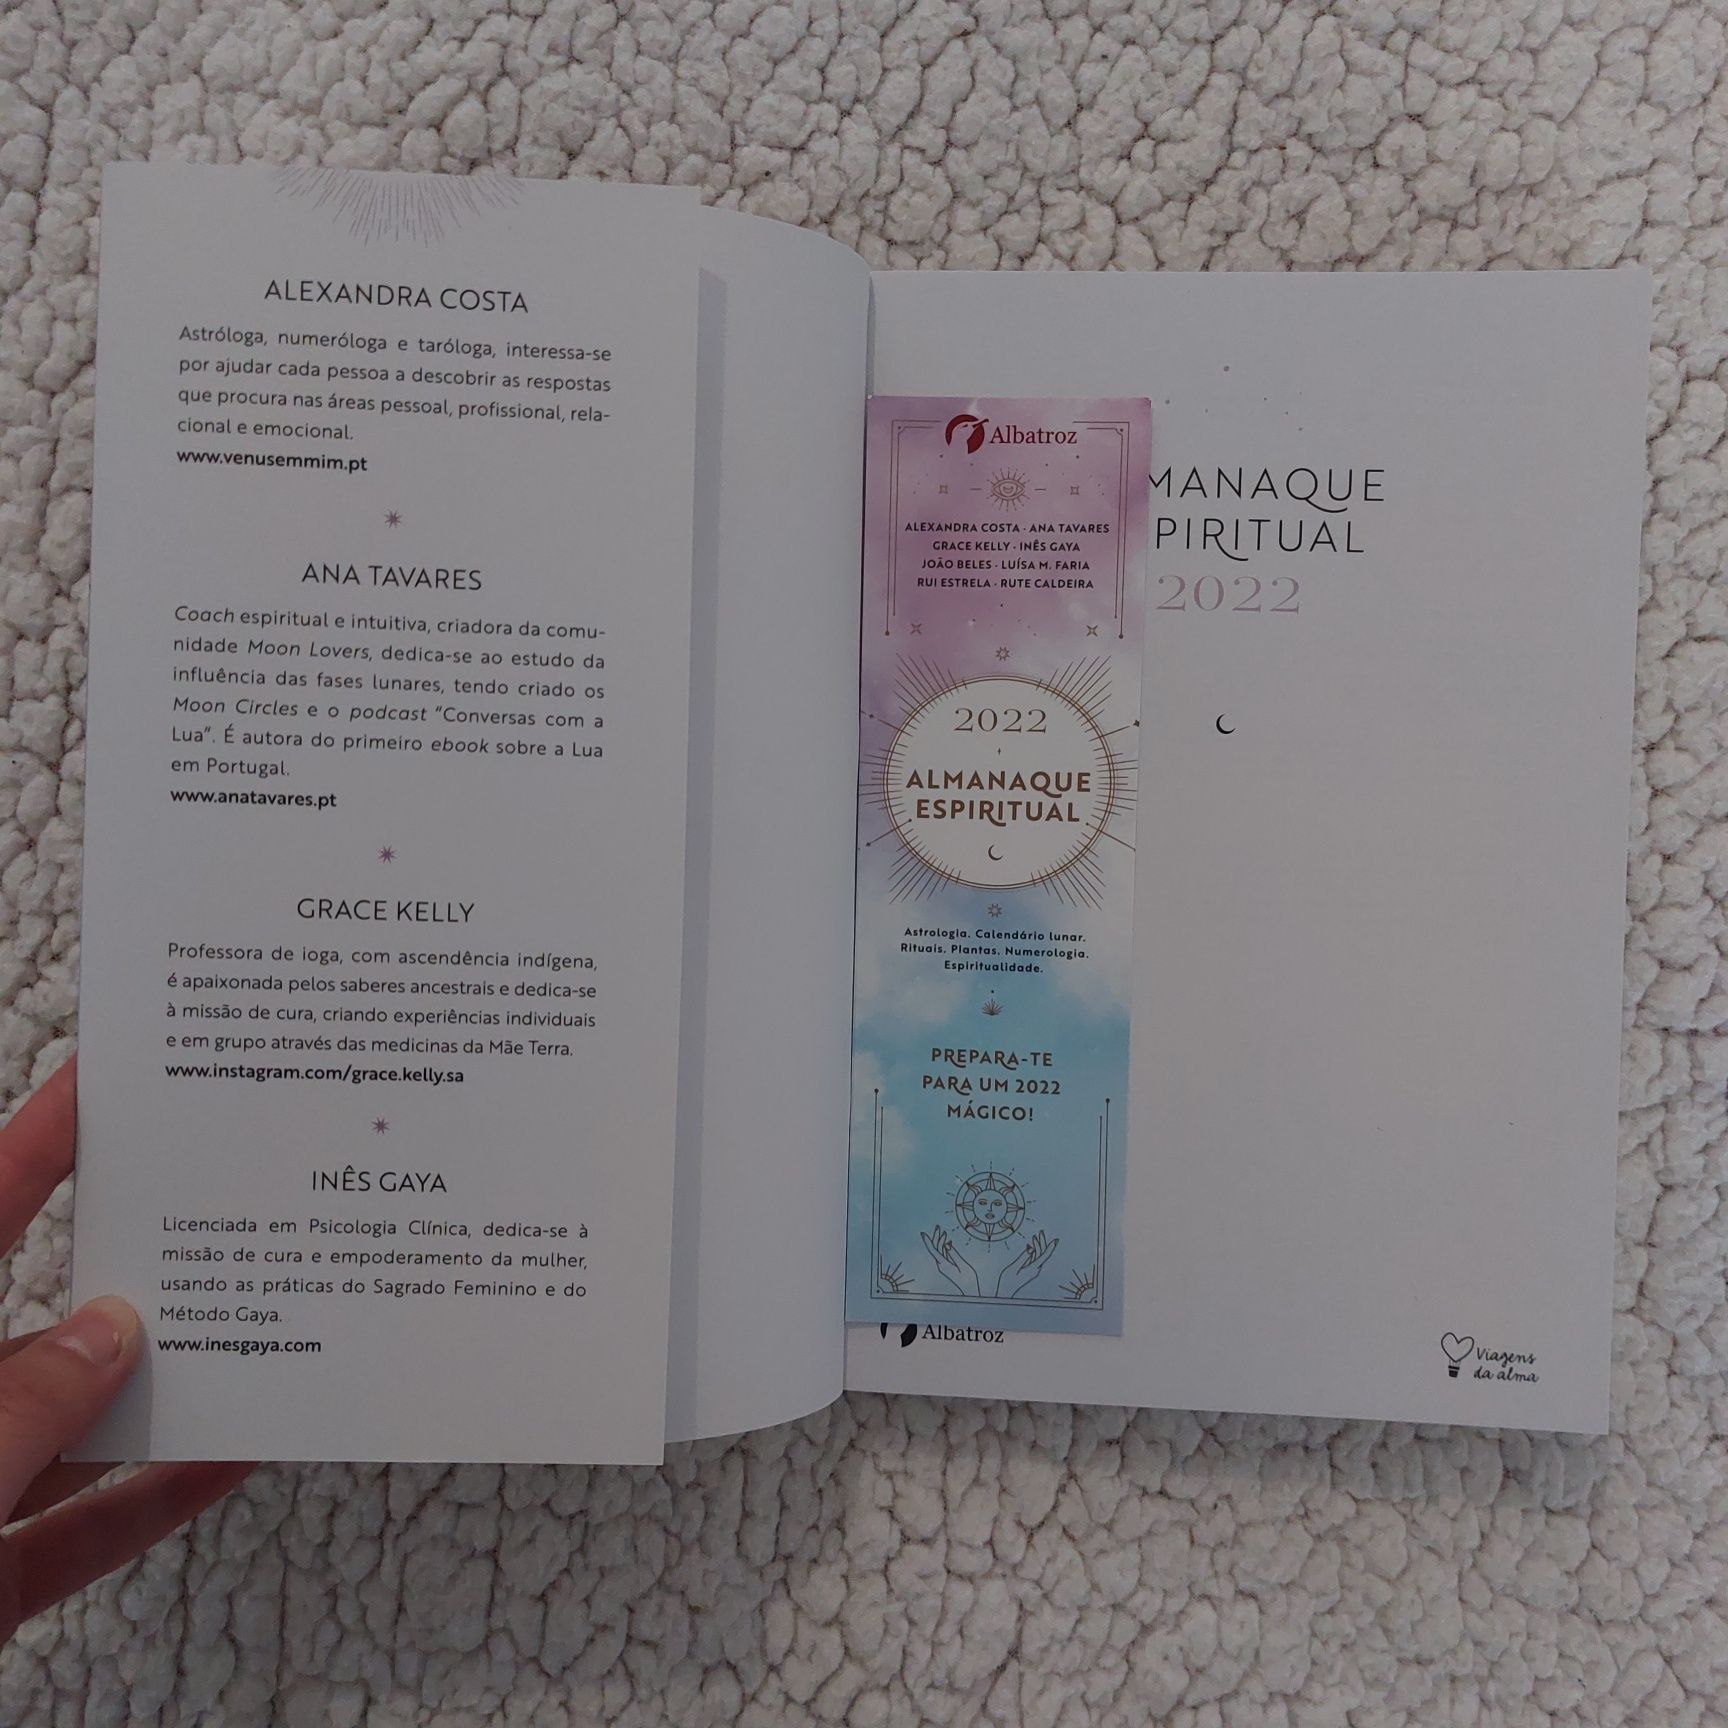 ALEXANDRA COSTA
Astróloga, numeróloga e taróloga, interessa-se
por ajudar cada pessoa a descobrir as respostas
que procura nas áreas pessoal, profissional, rela-
cional e emocional.
www.venusemmim.pt
ANA TAVARES
Coach espiritual e intuitiva, criadora da comu-
nidade Moon Lovers, dedica-se ao estudo da
influência das fases lunares, tendo criado os
Moon Circles e o podcast “Conversas com a
Lua”. É autora do primeiro ebook sobre a Lua
em Portugal.
www.anatavares.pt
GRACE KELLY
Professora de ioga, com ascendência indígena,
é apaixonada pelos saberes ancestrais e dedica-se
à missão de cura, criando experiências individuais
e em grupo através das medicinas da Mãe Terra.
www.instagram.com/grace.kelly.sa
INÊS GAYA
Licenciada em Psicologia Clínica, dedica-se à
missão de cura e empoderamento da mulher,
usando as práticas do Sagrado Feminino e do
Método Gaya.
www.inesgaya.com
Albatroz
ALEXANDRA COSTA · ANA TAVARES
GRACE KELLY · INÊS GAYA
JOÃO BELES · LUÍSA M. FARIA
RUI ESTRELA · RUTE CALDEIRA
2022
ALMANAQUE
ESPIRITUAL
Astrologia. Calendário lunar.
Rituais. Plantas. Numerologia.
Espiritualidade.
PREPARA-TE
PARA UM 2022
MÁGICO!
MANAQUE
PIRITUAL
2022
Albatroz
Viagens
da alma